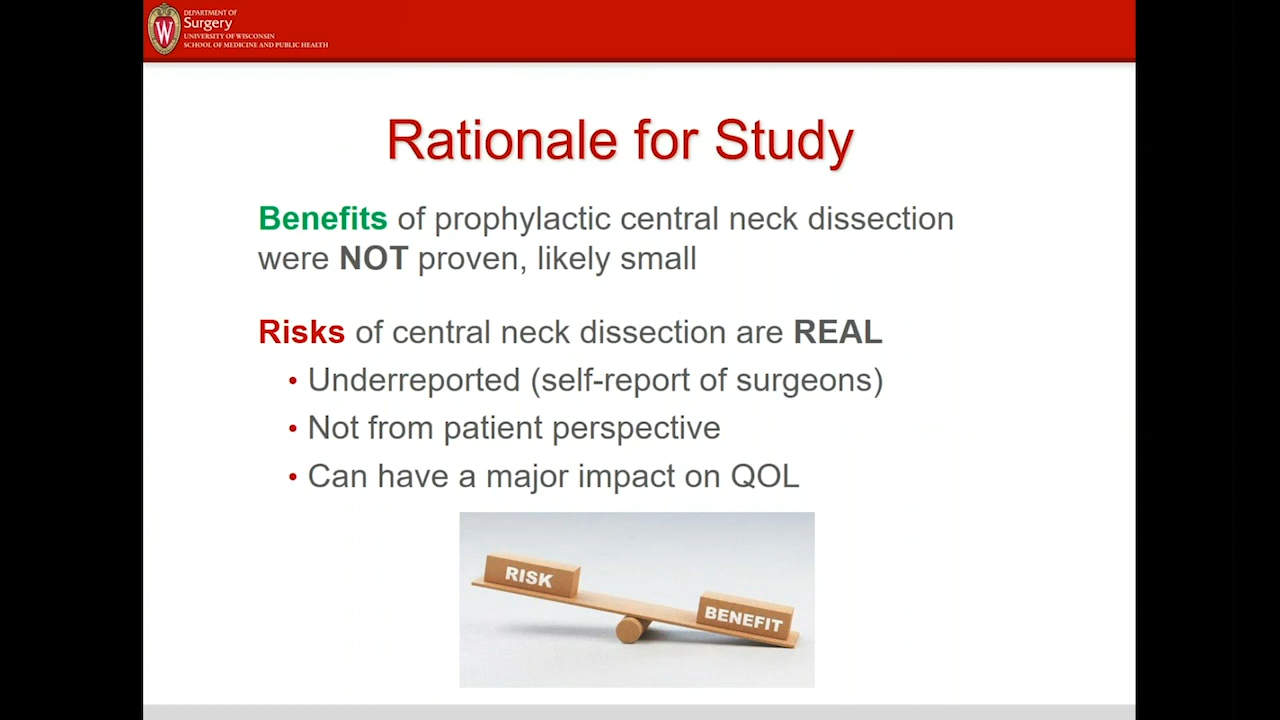 DEPARTMENT OF
Surgery
UNIVERSITY OF WISCONSIN
SCHOOL OF MEDICINE AND PUBLIC HEALTH
W
Rationale for Study
Benefits of prophylactic central neck dissection
were NOT proven, likely small
Risks of central neck dissection are REAL
• Underreported (self-report of surgeons)
• Not from patient perspective
• Can have a major impact on QOL
RISK
BENEFIT